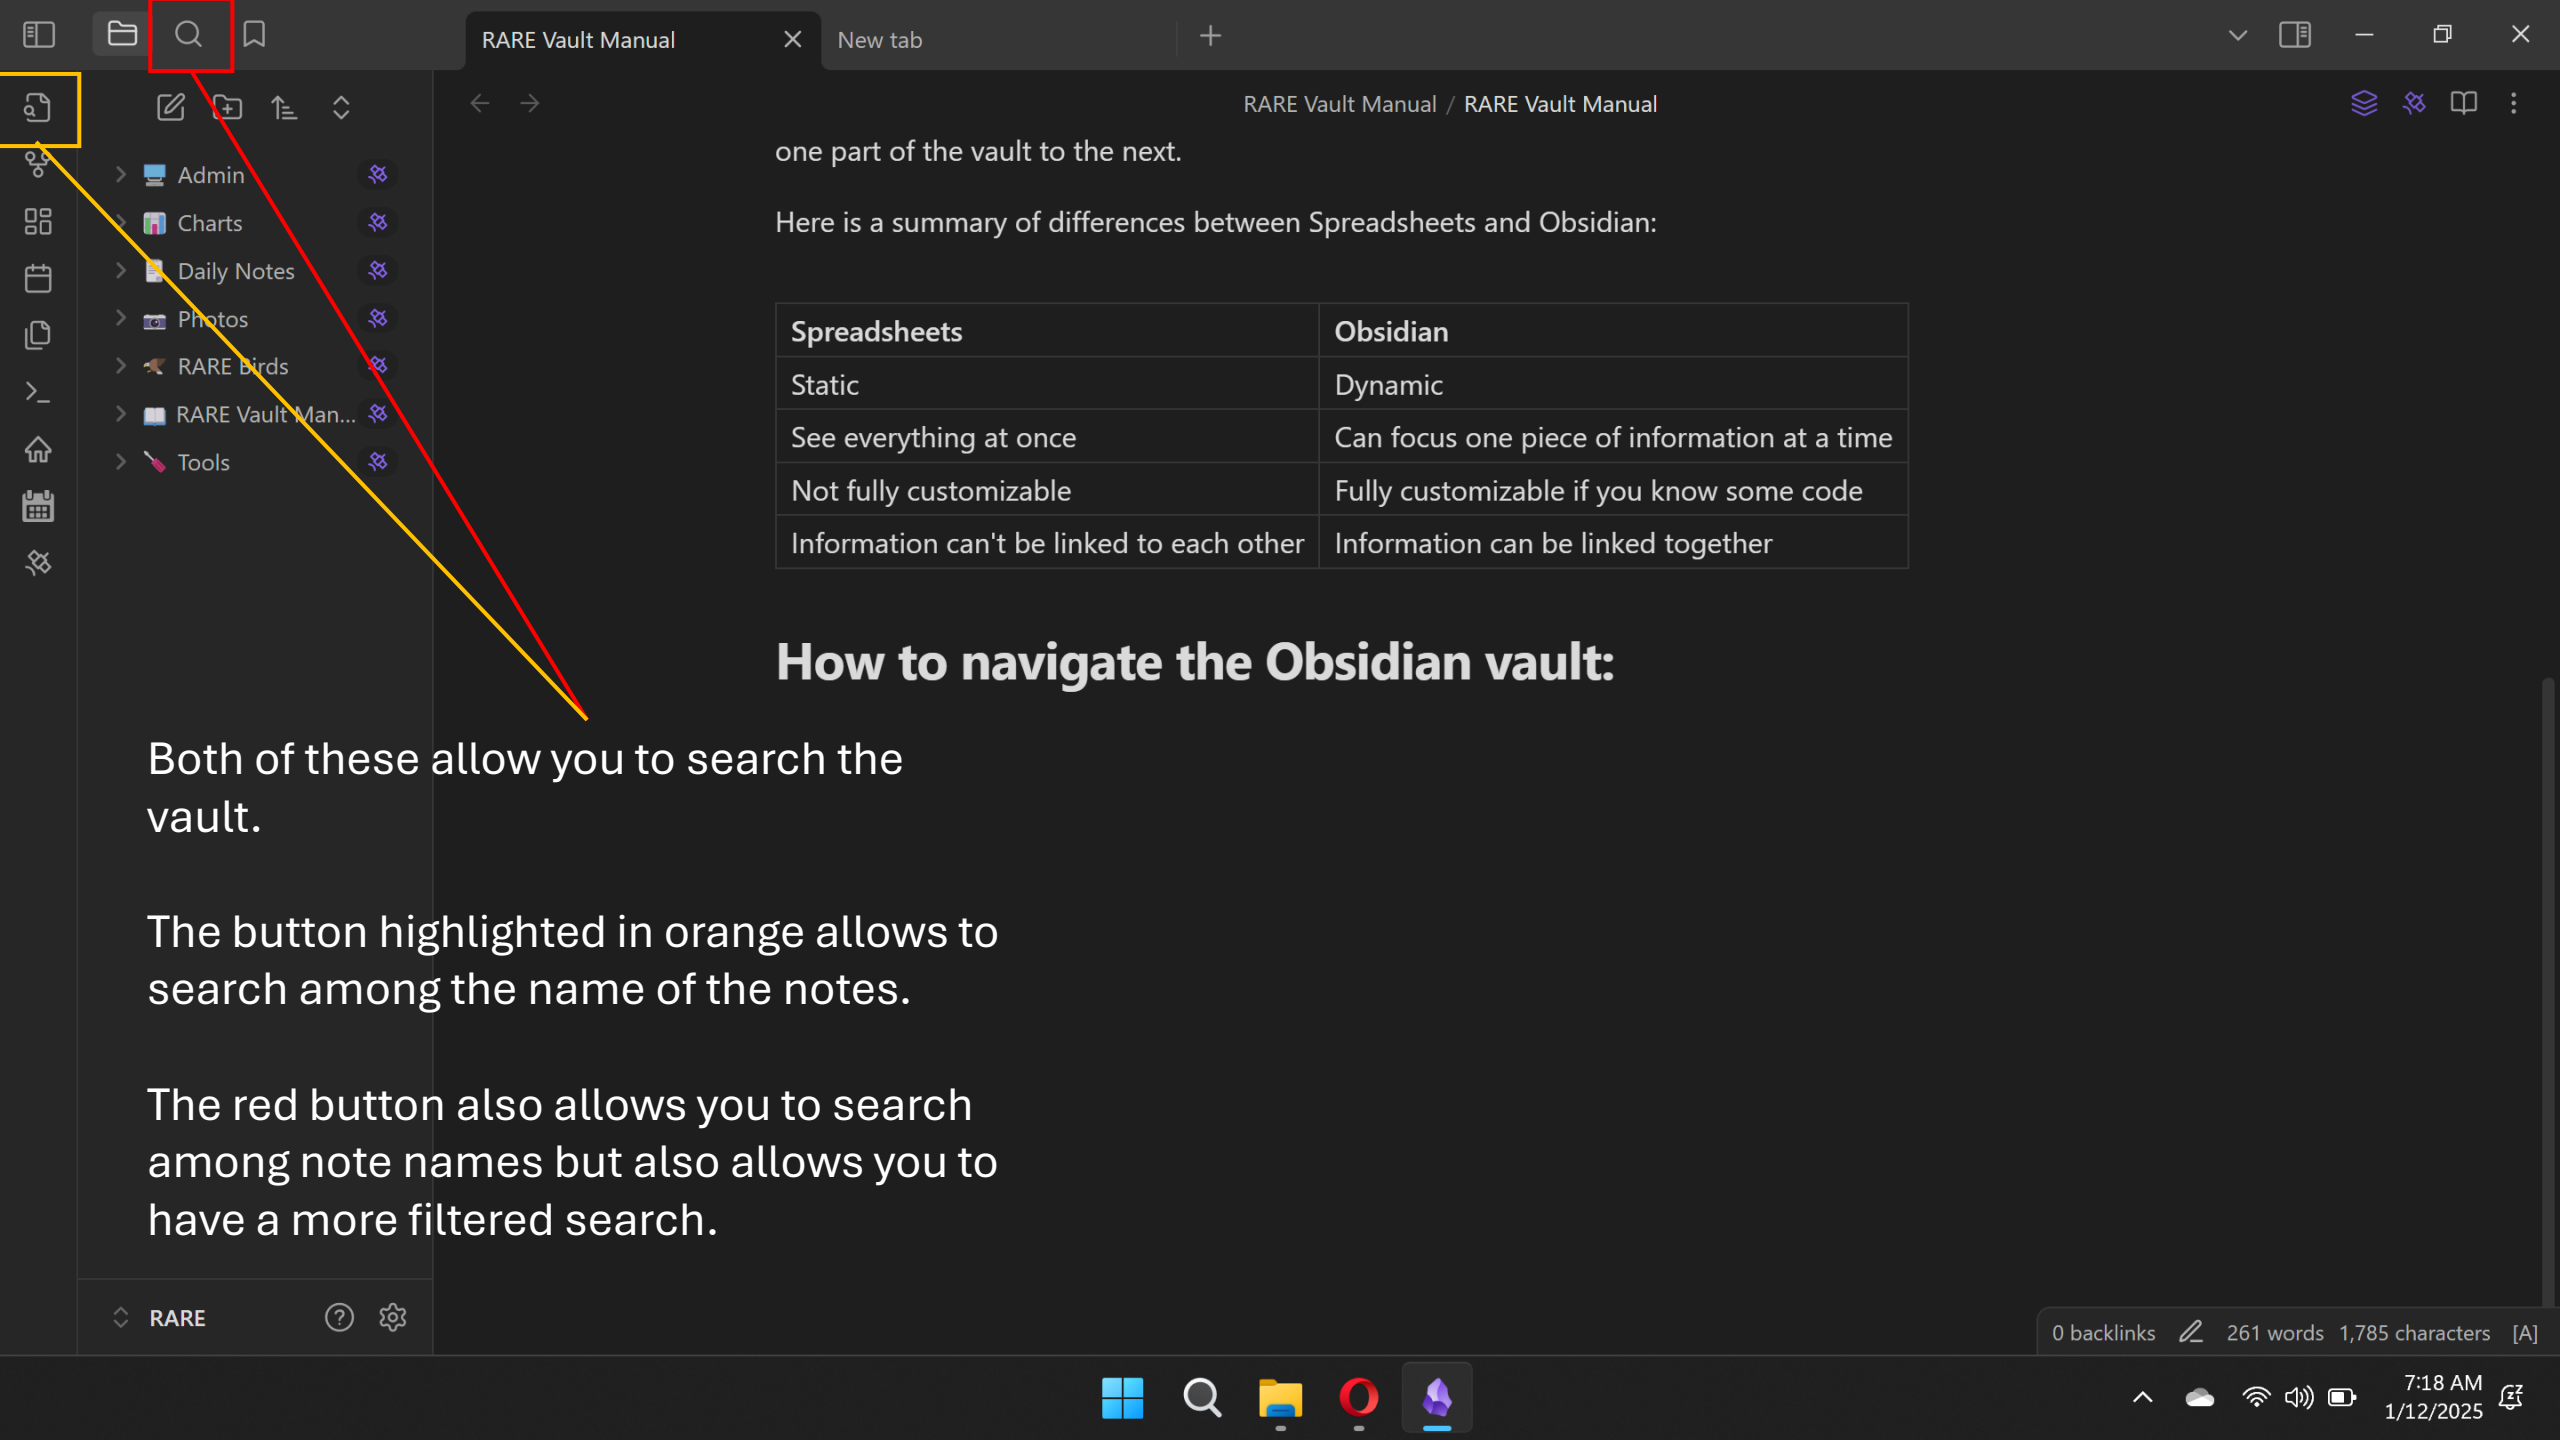 RARE Vault Manual
New tab
RARE Vault Manual / RARE Vault Manual
Admin
Charts
Daily Notes
Photos
RARE Birds
RARE Vault Man...
Tools
one part of the vault to the next.
Here is a summary of differences between Spreadsheets and Obsidian:
Spreadsheets Obsidian
Static Dynamic
See everything at once Can focus one piece of information at a time
Not fully customizable Fully customizable if you know some code
Information can't be linked to each other Information can be linked together
How to navigate the Obsidian vault:
Both of these allow you to search the
vault.
The button highlighted in orange allows to
search among the name of the notes.
The red button also allows you to search
among note names but also allows you to
have a more filtered search.
RARE
0 backlinks 261 words 1,785 characters [A]
7:18 AM
1/12/2025